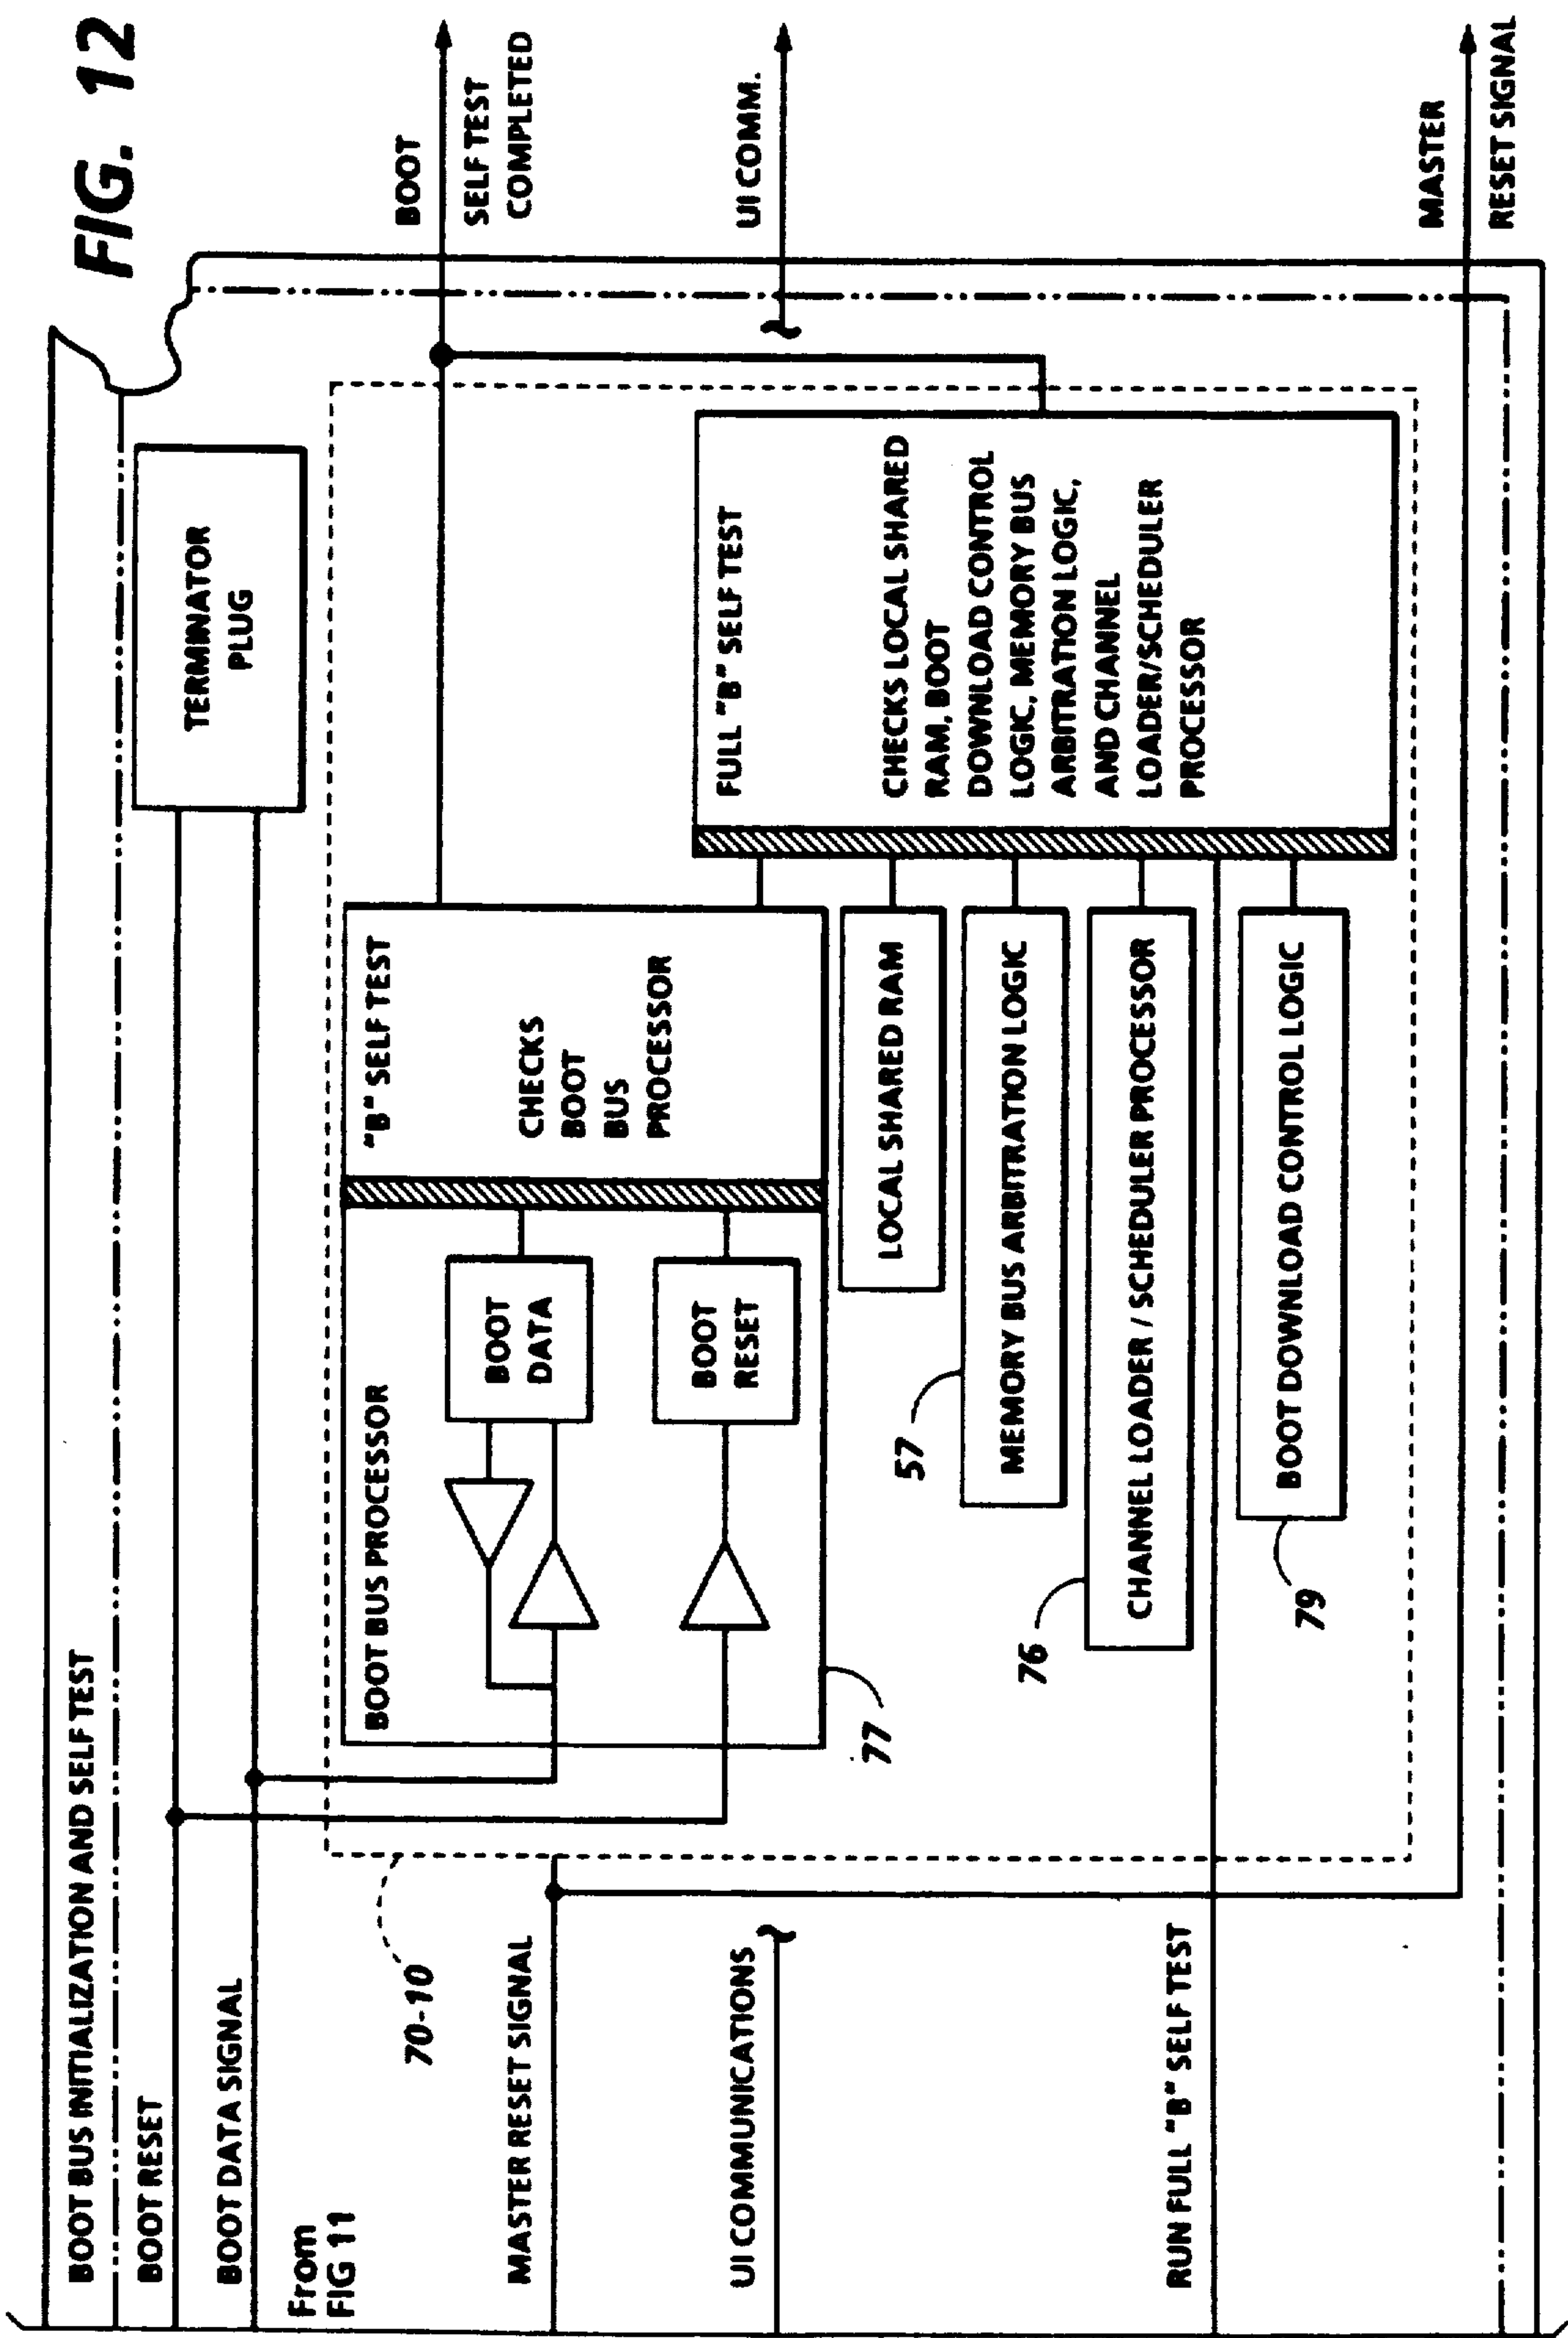 FIG. 12
BOOT BUS INITIALIZATION AND SELF TEST
BOOT RESET
BOOT DATA SIGNAL
From
FIG 11
MASTER RESET SIGNAL
UI COMMUNICATIONS
RUN FULL "B" SELF TEST
70-10
TERMINATOR
PLUG
BOOT BUS PROCESSOR
BOOT
DATA
BOOT
RESET
77
"B" SELF TEST
CHECKS
BOOT
BUS
PROCESSOR
LOCAL SHARED RAM
57
MEMORY BUS ARBITRATION LOGIC
76
CHANNEL LOADER / SCHEDULER PROCESSOR
79
BOOT DOWNLOAD CONTROL LOGIC
FULL "B" SELF TEST
CHECKS LOCAL SHARED
RAM, BOOT
DOWNLOAD CONTROL
LOGIC, MEMORY BUS
ARBITRATION LOGIC,
AND CHANNEL
LOADER/SCHEDULER
PROCESSOR
BOOT
SELF TEST
COMPLETED
UI COMM.
MASTER
RESET SIGNAL